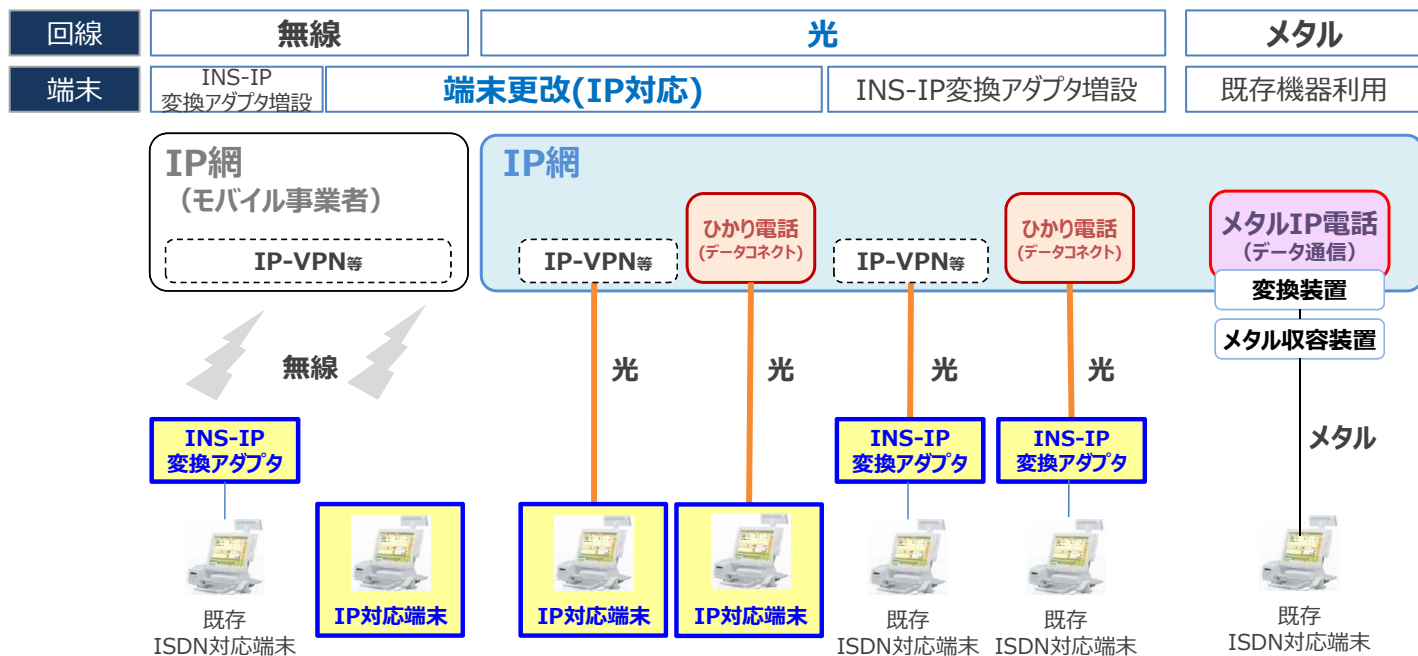 回線
無線
光
メタル
端末
INS-IP
変換アダプタ増設
端末更改(IP対応)
INS-IP変換アダプタ増設
既存機器利用
IP網
（モバイル事業者）
IP-VPN等
IP網
IP-VPN等
ひかり電話
(データコネクト)
IP-VPN等
ひかり電話
(データコネクト)
メタルIP電話
（データ通信）
変換装置
メタル収容装置
無線
光
光
光
光
メタル
INS-IP
変換アダプタ
INS-IP
変換アダプタ
INS-IP
変換アダプタ
既存
ISDN対応端末
IP対応端末
IP対応端末
IP対応端末
既存
ISDN対応端末
既存
ISDN対応端末
既存
ISDN対応端末